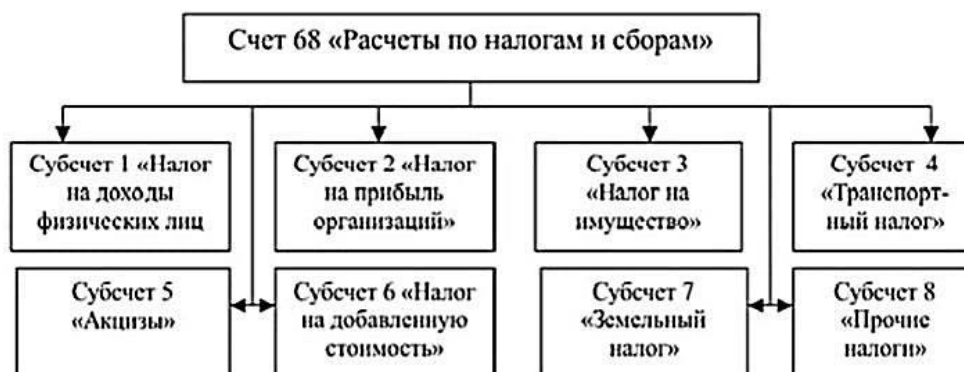 Счет 68 «Расчеты по налогам и сборам»
Субсчет 1 «Налог
на доходы
физических лиц
Субсчет 2 «Налог
на прибыль
организаций»
Субсчет 3
«Налог на
имущество»
Субсчет 4
«Транспорт-
ный налог»
Субсчет 5
«Акцизы»
Субсчет 6 «Налог
на добавленную
стоимость»
Субсчет 7
«Земельный
налог»
Субсчет 8
«Прочие
налоги»